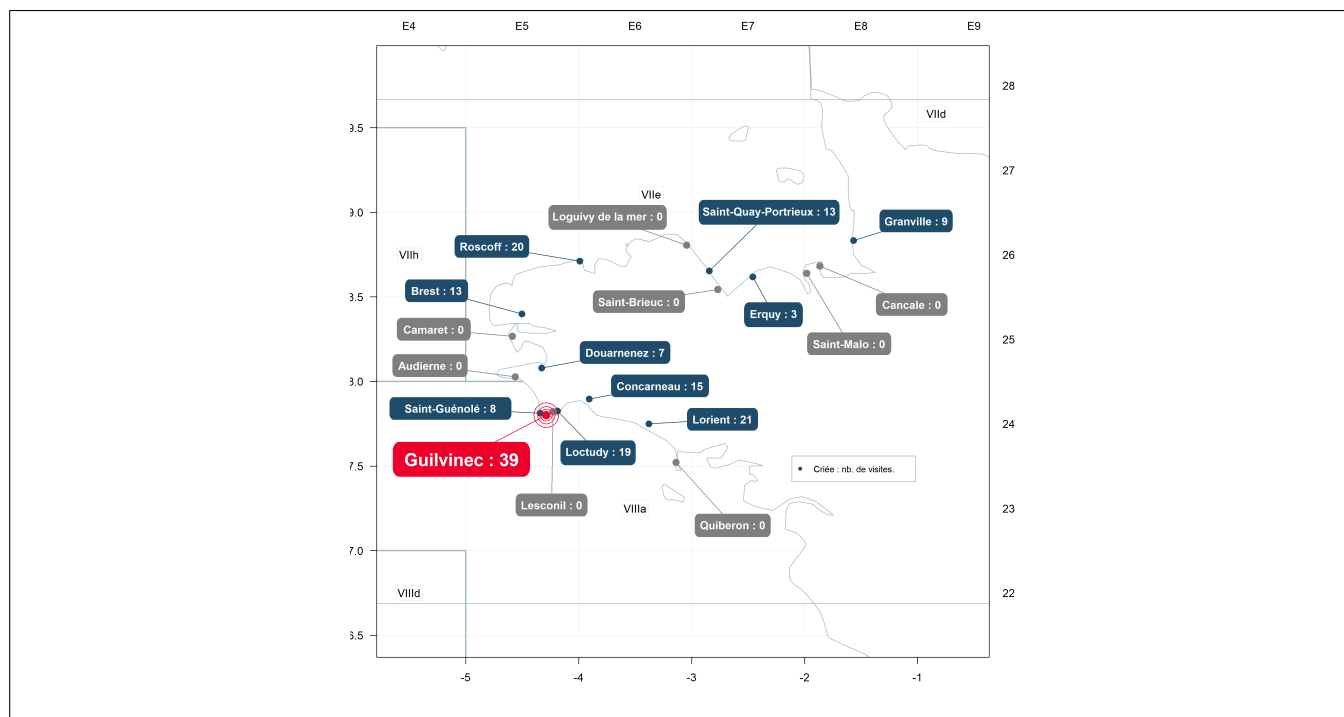 E4 E5 E6 E7 E8 E9
28
VIId
9.5
27
VIIe
9.0
Saint-Quay-Portrieux : 13
Loguivy de la mer : 0
Granville : 9
Roscoff : 20
VIIh
26
Brest : 13
8.5
Saint-Brieuc : 0
Cancale : 0
Erquy : 3
Camaret : 0
Saint-Malo : 0
25
Douarnenez : 7
Audierne : 0
8.0
Concarneau : 15
Saint-Guénolé : 8
Lorient : 21
24
Loctudy : 19
Guilvinec : 39
Criée : nb. de visites.
7.5
Lesconil : 0
VIIIa
23
Quiberon : 0
7.0
VIIId
22
6.5
-5 -4 -3 -2 -1